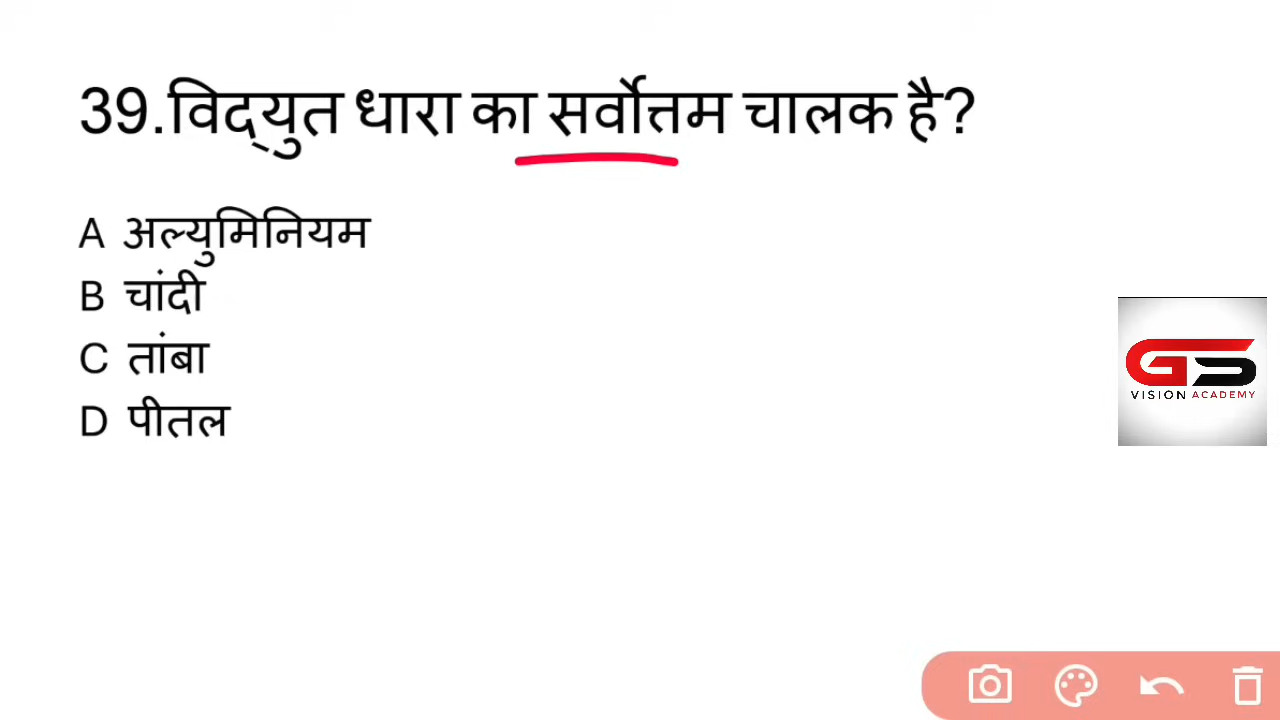 39.विद्युत धारा का सर्वोत्तम चालक है?
A अल्युमिनियम
B चांदी
C तांबा
D पीतल
GS
VISION ACADEMY